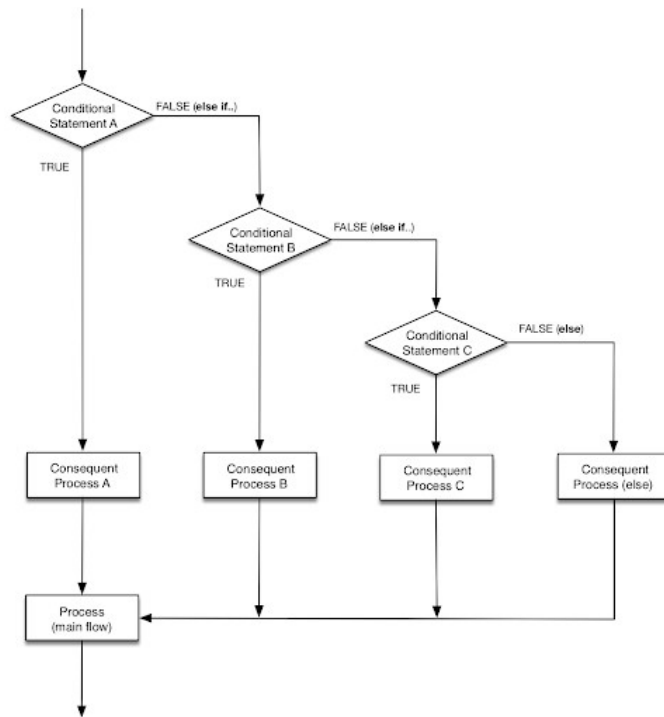 Conditional
Statement A
FALSE (else if..)
TRUE
Conditional
Statement B
FALSE (else if..)
TRUE
Conditional
Statement C
FALSE (else)
TRUE
Consequent
Process A
Consequent
Process B
Consequent
Process C
Consequent
Process (else)
Process
(main flow)